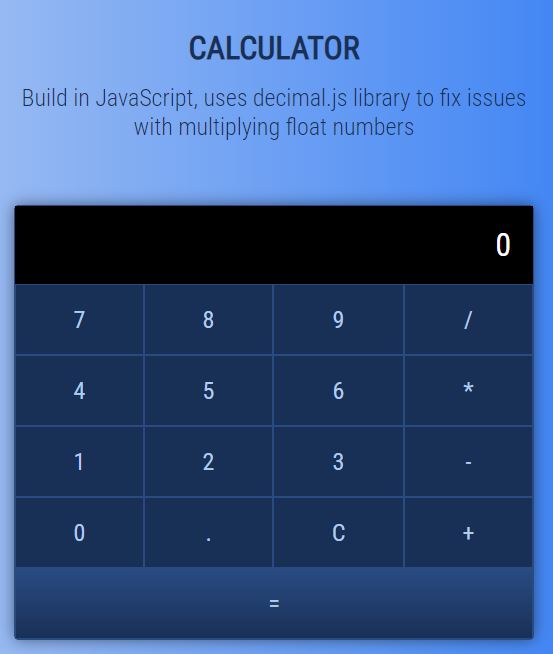 CALCULATOR
Build in JavaScript, uses decimal.js library to fix issues
with multiplying float numbers
0
7 8 9 /
4 5 6 *
1 2 3 -
0 . C +
=